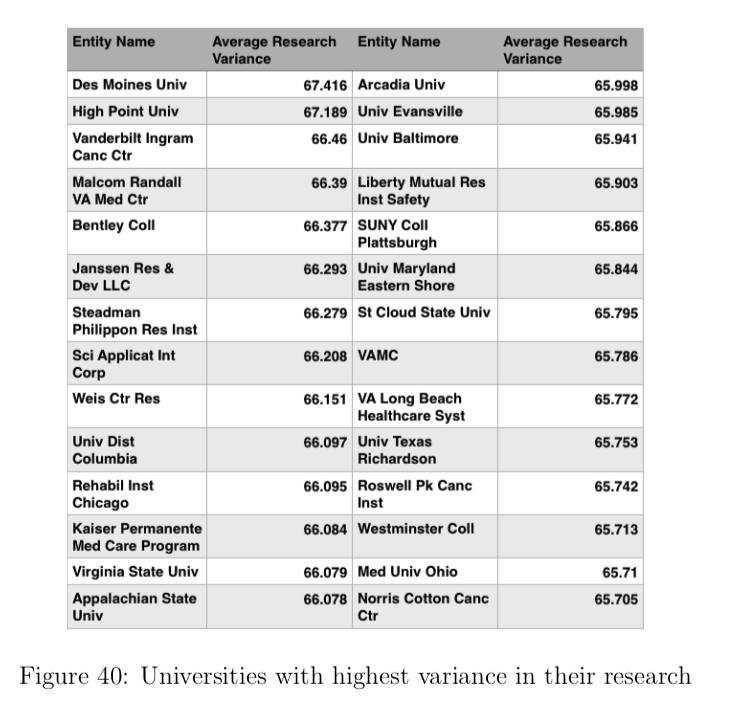 Entity Name Average Research Variance Entity Name Average Research Variance
Des Moines Univ 67.416 Arcadia Univ 65.998
High Point Univ 67.189 Univ Evansville 65.985
Vanderbilt Ingram Canc Ctr 66.46 Univ Baltimore 65.941
Malcom Randall VA Med Ctr 66.39 Liberty Mutual Res Inst Safety 65.903
Bentley Coll 66.377 SUNY Coll Plattsburgh 65.866
Janssen Res & Dev LLC 66.293 Univ Maryland Eastern Shore 65.844
Steadman Philippon Res Inst 66.279 St Cloud State Univ 65.795
Sci Applicat Int Corp 66.208 VAMC 65.786
Weis Ctr Res 66.151 VA Long Beach Healthcare Syst 65.772
Univ Dist Columbia 66.097 Univ Texas Richardson 65.753
Rehabil Inst Chicago 66.095 Roswell Pk Canc Inst 65.742
Kaiser Permanente Med Care Program 66.084 Westminster Coll 65.713
Virginia State Univ 66.079 Med Univ Ohio 65.71
Appalachian State Univ 66.078 Norris Cotton Canc Ctr 65.705
Figure 40: Universities with highest variance in their research